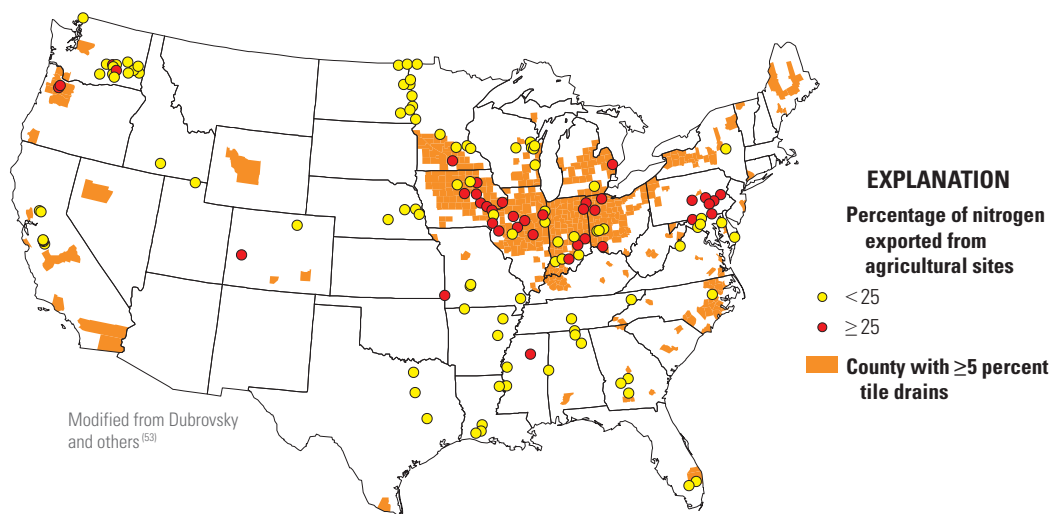 EXPLANATION
Percentage of nitrogen
exported from
agricultural sites
< 25
≥ 25
County with ≥5 percent
tile drains
Modified from Dubrovsky
and others (53)